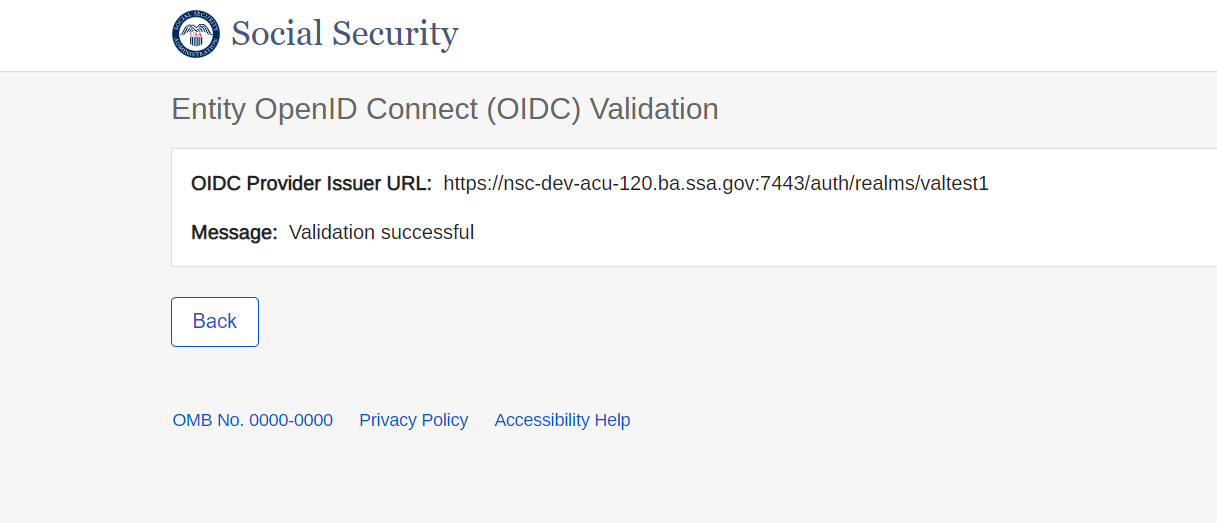 Social Security
Entity OpenID Connect (OIDC) Validation
OIDC Provider Issuer URL: https://nsc-dev-acu-120.ba.ssa.gov:7443/auth/realms/valtest1
Message: Validation successful
Back
OMB No. 0000-0000 Privacy Policy Accessibility Help